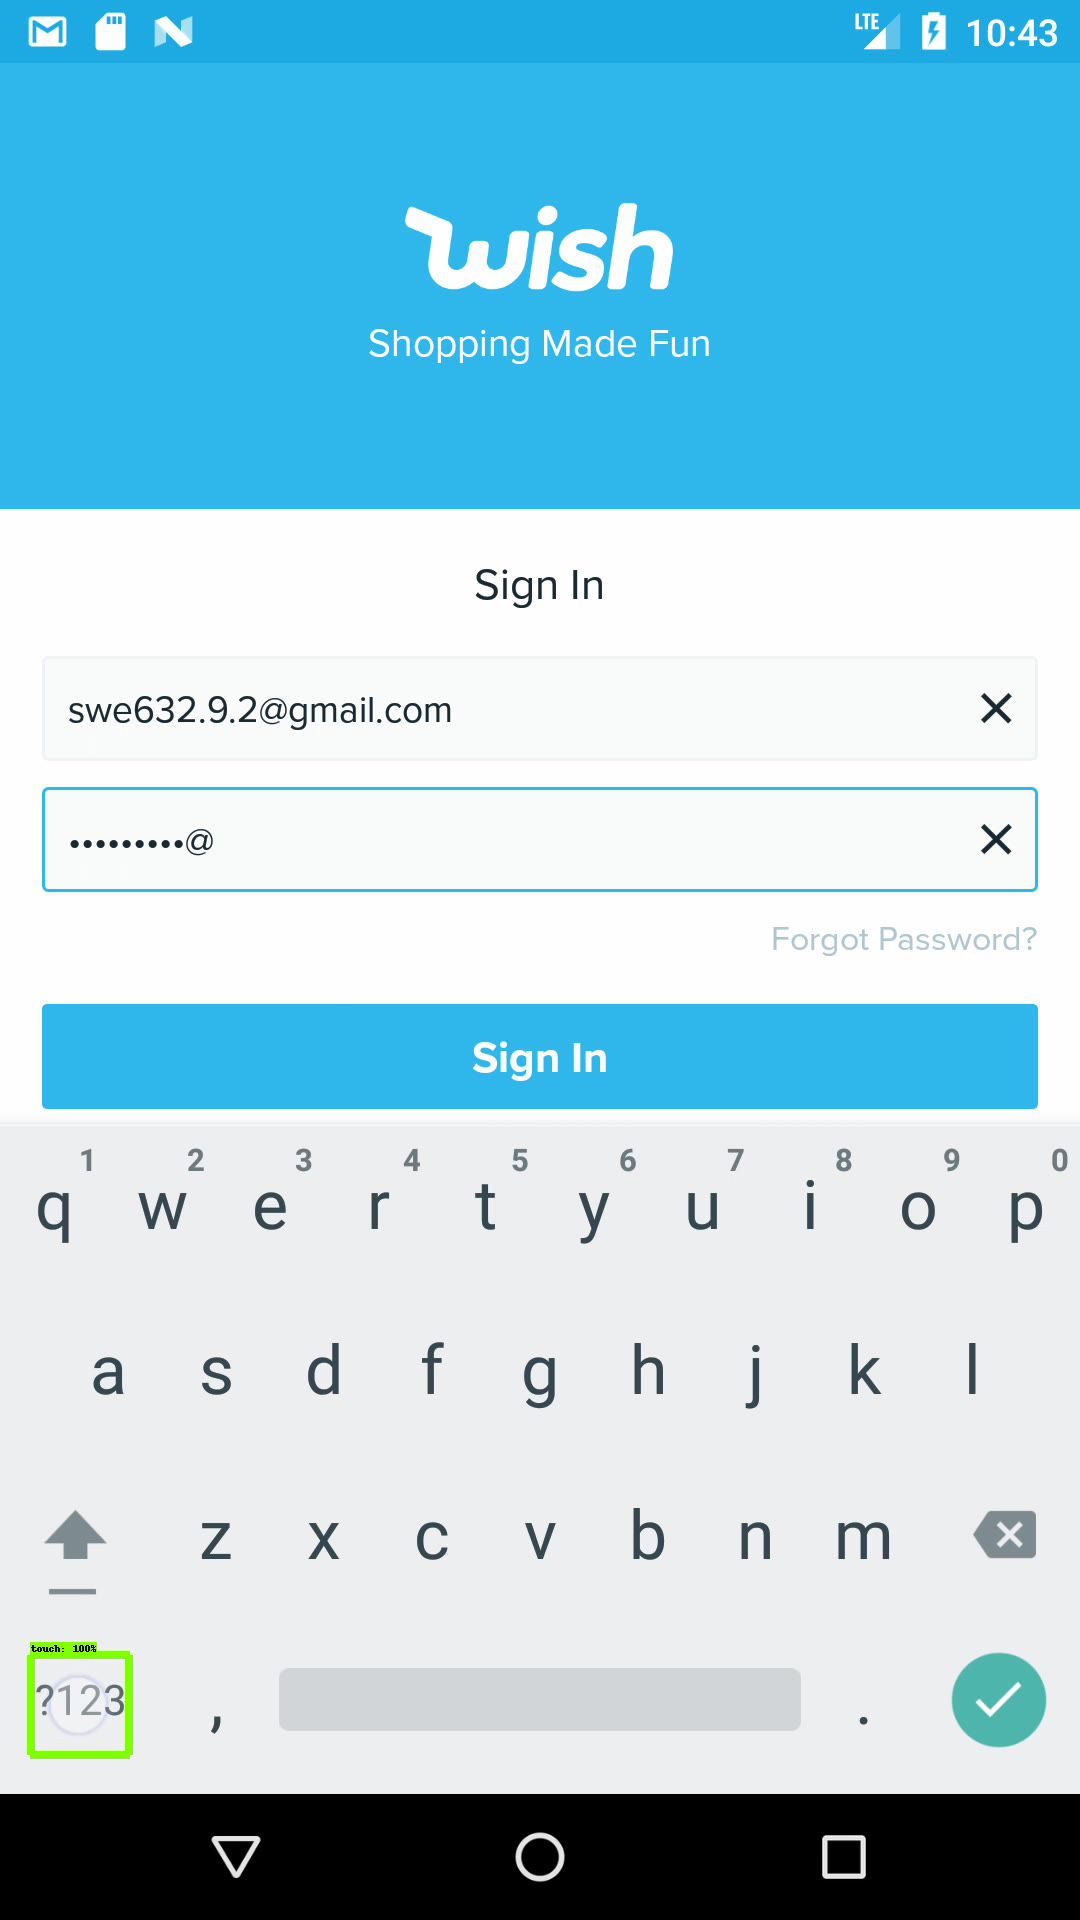 LTE 10:43
wish
Shopping Made Fun
Sign In
swe632.9.2@gmail.com
•••••••••@
Forgot Password?
Sign In
1 2 3 4 5 6 7 8 9 0
q w e r t y u i o p
a s d f g h j k l
z x c v b n m
touch: 100%
?123 , .